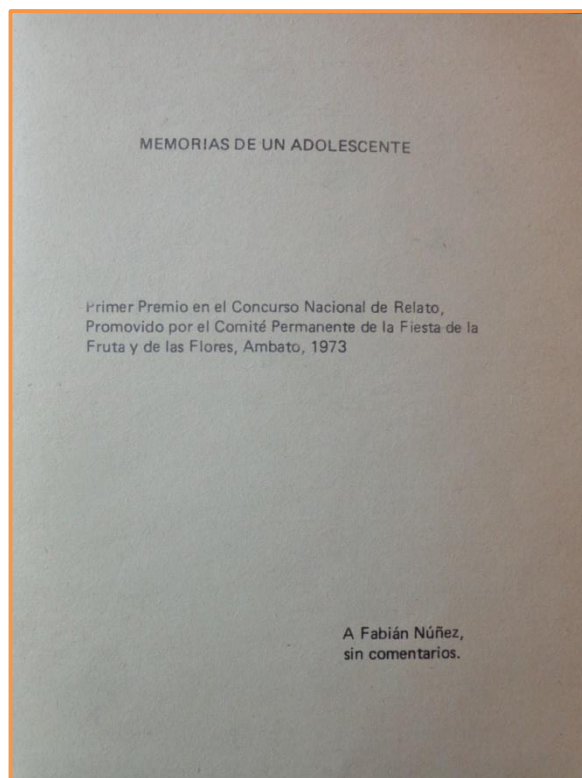 MEMORIAS DE UN ADOLESCENTE
Primer Premio en el Concurso Nacional de Relato,
Promovido por el Comité Permanente de la Fiesta de la
Fruta y de las Flores, Ambato, 1973
A Fabián Núñez,
sin comentarios.